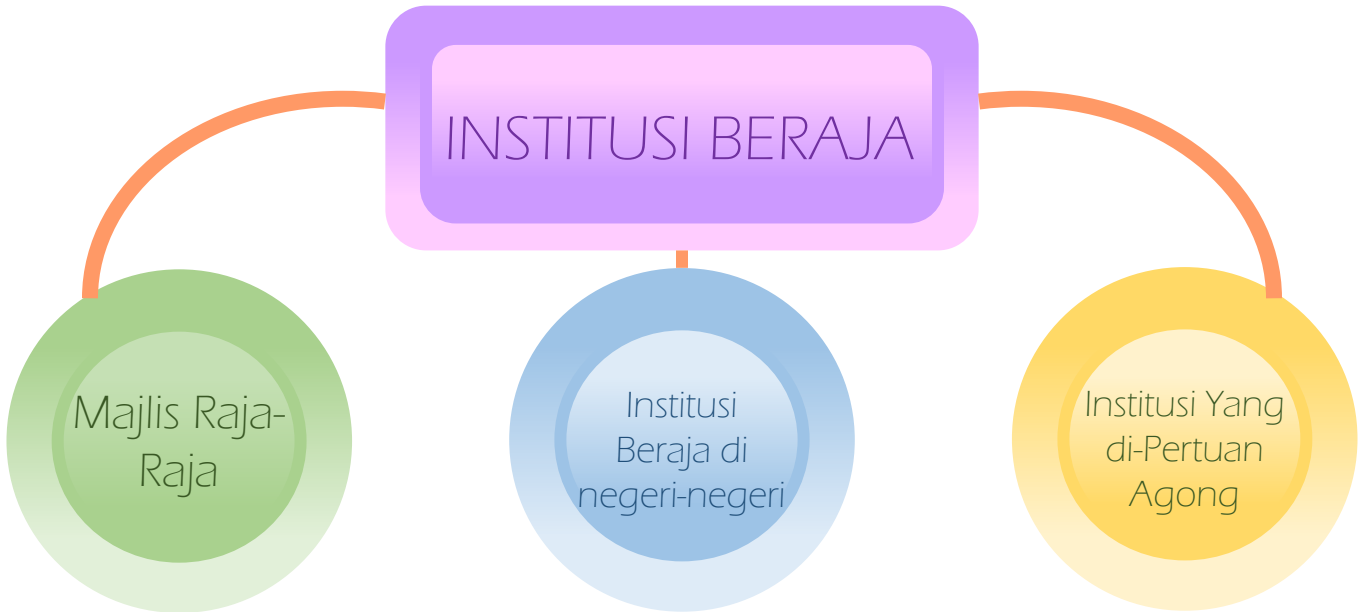 INSTITUSI BERAJA
Majlis Raja-
Raja
Institusi
Beraja di
negeri-negeri
Institusi Yang
di-Pertuan
Agong